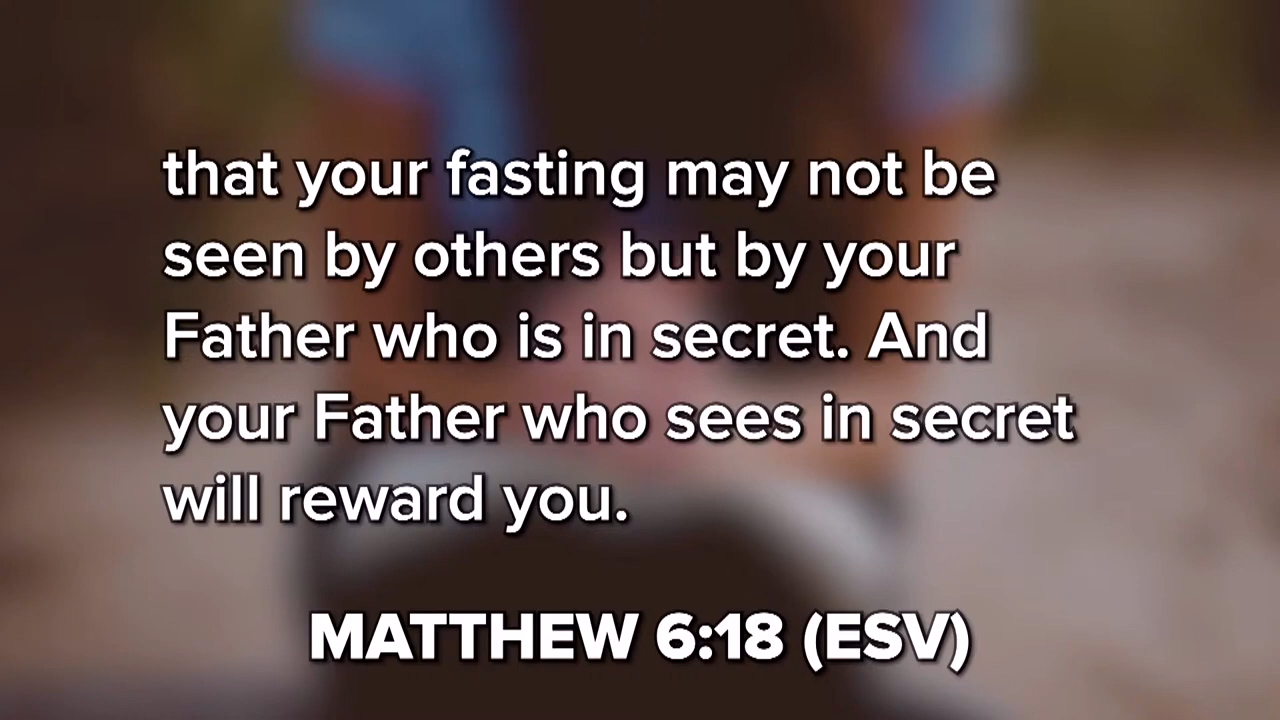 that your fasting may not be
seen by others but by your
Father who is in secret. And
your Father who sees in secret
will reward you.
MATTHEW 6:18 (ESV)